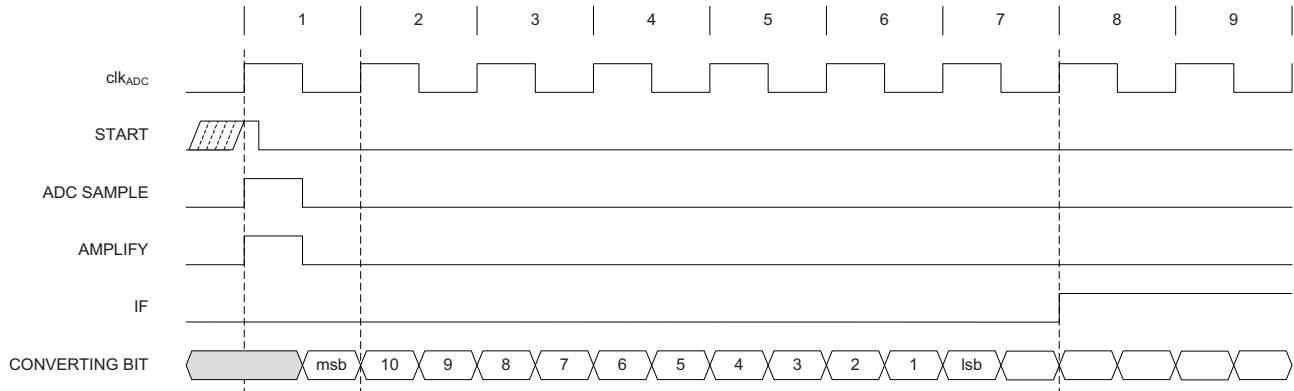 1 2 3 4 5 6 7 8 9
clkADC
START
ADC SAMPLE
AMPLIFY
IF
CONVERTING BIT msb 10 9 8 7 6 5 4 3 2 1 lsb